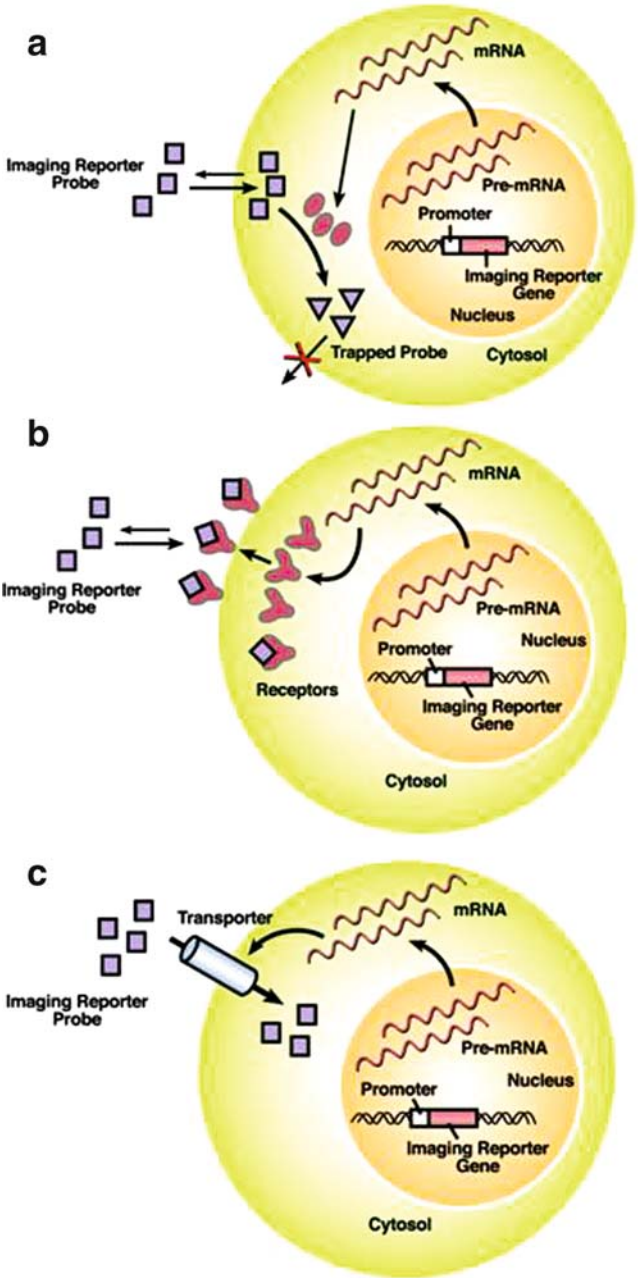 a
mRNA
Imaging Reporter
Probe
Pre-mRNA
Promoter
Imaging Reporter
Gene
Nucleus
Trapped Probe
Cytosol
b
mRNA
Imaging Reporter
Probe
Pre-mRNA
Nucleus
Promoter
Receptors
Imaging Reporter
Gene
Cytosol
c
Transporter
mRNA
Imaging Reporter
Probe
Pre-mRNA
Nucleus
Promoter
Imaging Reporter
Gene
Cytosol